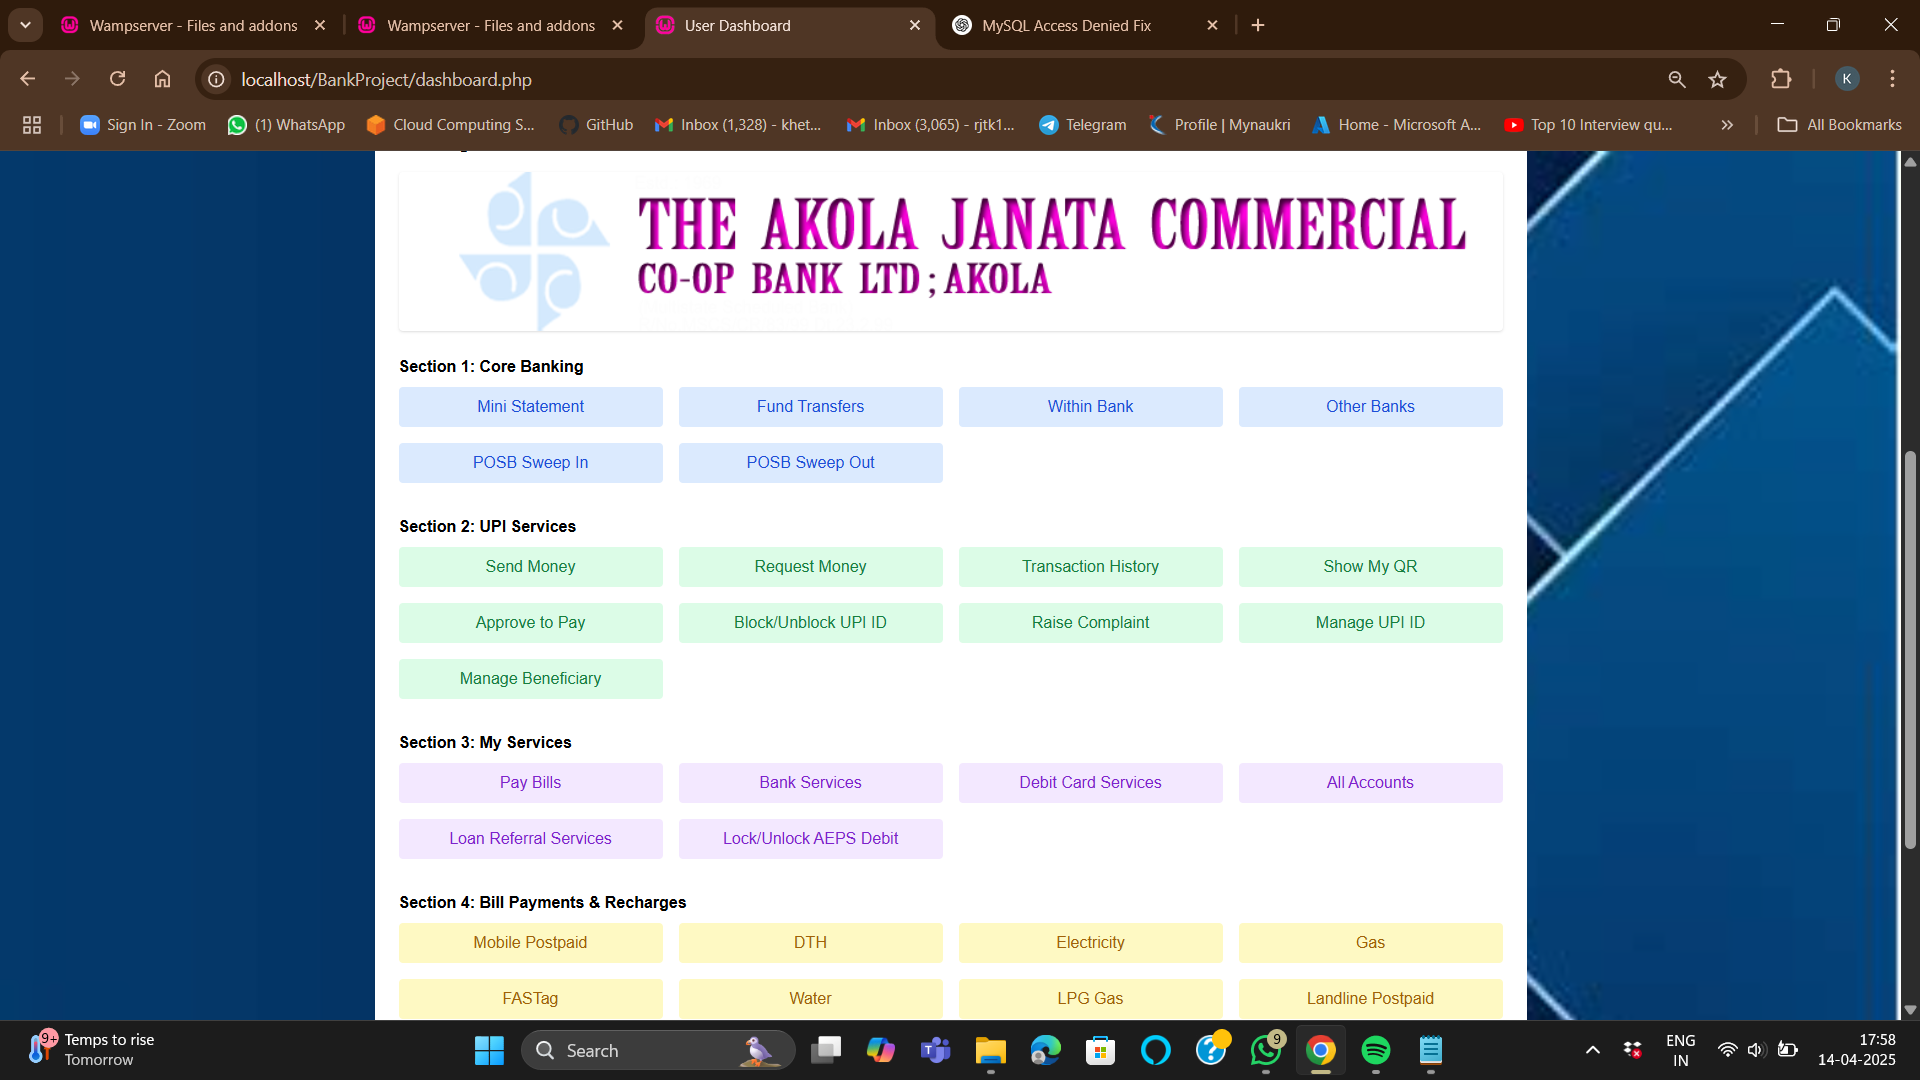 Wampserver - Files and addons
Wampserver - Files and addons
User Dashboard
MySQL Access Denied Fix
localhost/BankProject/dashboard.php
K
Sign In - Zoom
(1) WhatsApp
Cloud Computing S...
GitHub
Inbox (1,328) - khet...
Inbox (3,065) - rjtk1...
Telegram
Profile | Mynaukri
Home - Microsoft A...
Top 10 Interview qu...
All Bookmarks
THE AKOLA JANATA COMMERCIAL
CO-OP BANK LTD ; AKOLA
Section 1: Core Banking
Mini Statement
Fund Transfers
Within Bank
Other Banks
POSB Sweep In
POSB Sweep Out
Section 2: UPI Services
Send Money
Request Money
Transaction History
Show My QR
Approve to Pay
Block/Unblock UPI ID
Raise Complaint
Manage UPI ID
Manage Beneficiary
Section 3: My Services
Pay Bills
Bank Services
Debit Card Services
All Accounts
Loan Referral Services
Lock/Unlock AEPS Debit
Section 4: Bill Payments & Recharges
Mobile Postpaid
DTH
Electricity
Gas
FASTag
Water
LPG Gas
Landline Postpaid
9+
Temps to rise
Tomorrow
Search
9
ENG
IN
17:58
14-04-2025